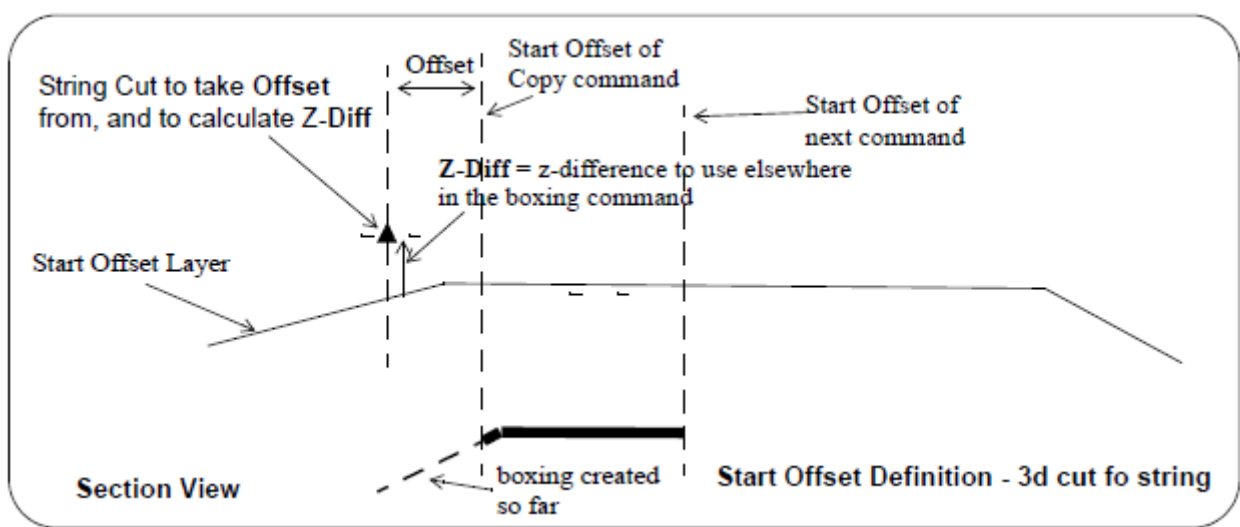 Offset
Start Offset of
Copy command
String Cut to take Offset
from, and to calculate Z-Diff
Start Offset of
next command
Z-Diff = z-difference to use elsewhere
in the boxing command
Start Offset Layer
Section View
boxing created
so far
Start Offset Definition - 3d cut fo string